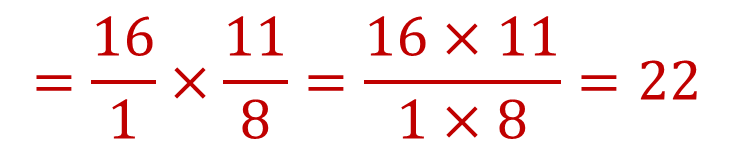 = 16/1 × 11/8 = (16 × 11)/(1 × 8) = 22